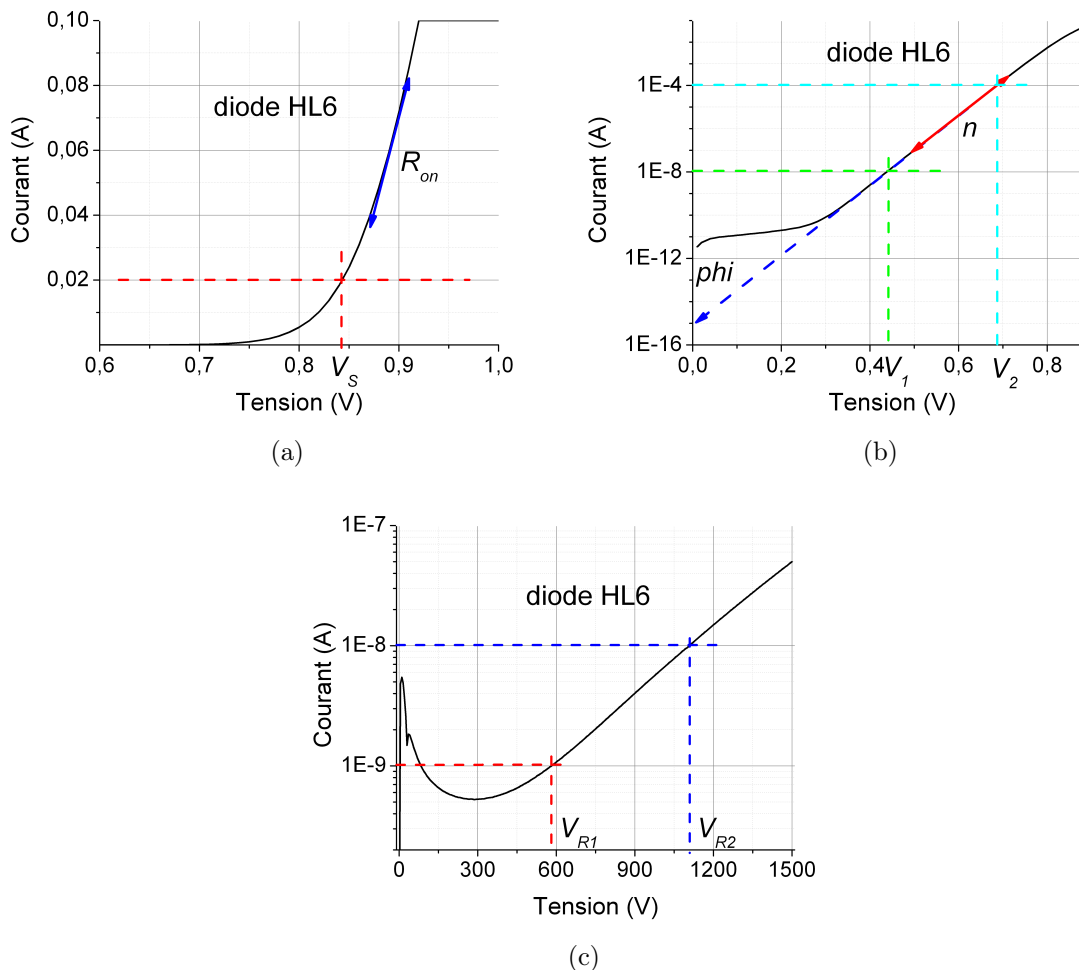 0,10
0,08
0,06
0,04
0,02
Courant (A)
diode HL6
R_on
0,6 0,7 0,8 0,9 1,0
V_S
Tension (V)
(a)
1E-4
1E-8
1E-12
1E-16
Courant (A)
diode HL6
n
phi
0,0 0,2 0,4 0,6 0,8
V_1 V_2
Tension (V)
(b)
1E-7
1E-8
1E-9
Courant (A)
diode HL6
V_R1 V_R2
0 300 600 900 1200 1500
Tension (V)
(c)